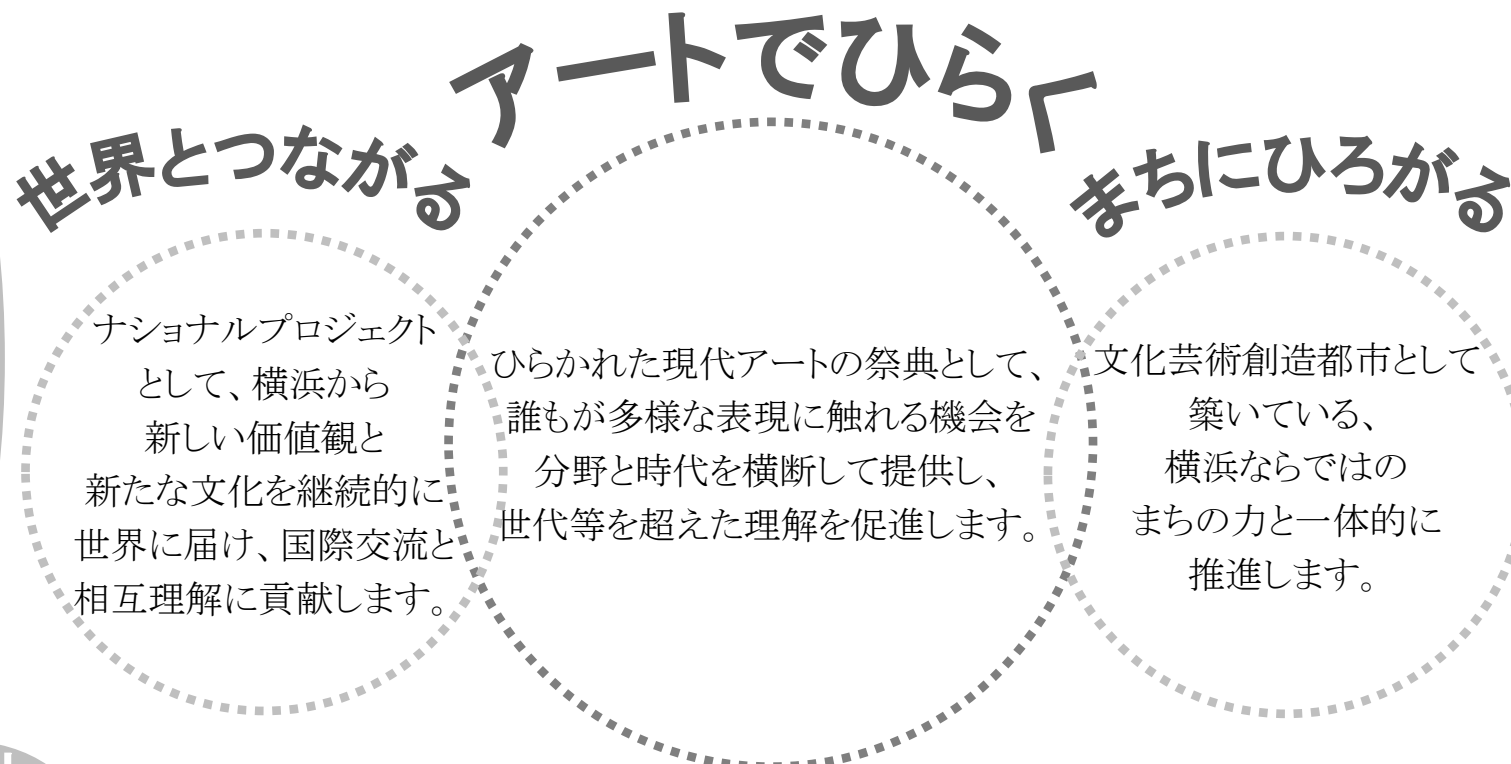 世界とつながる
ナショナルプロジェクト
として、横浜から
新しい価値観と
新たな文化を継続的に
世界に届け、国際交流と
相互理解に貢献します。
アートでひらく
ひらかれた現代アートの祭典として、
誰もが多様な表現に触れる機会を
分野と時代を横断して提供し、
世代等を超えた理解を促進します。
まちにひろがる
文化芸術創造都市として
築いている、
横浜ならではの
まちの力と一体的に
推進します。